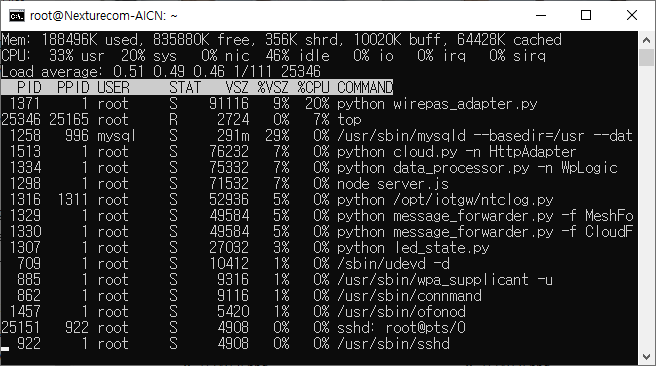 root@Nexturecom-AICN: ~
Mem: 188496K used, 835880K free, 356K shrd, 10020K buff, 64428K cached
CPU:  33% usr  20% sys   0% nic  46% idle   0% io   0% irq   0% sirq
Load average: 0.51 0.49 0.46 1/111 25346
  PID  PPID USER     STAT   VSZ %VSZ %CPU COMMAND
 1371     1 root     S    91116   9%  20% python wirepas_adapter.py
25346 25165 root     R     2724   0%   7% top
 1258   996 mysql    S     291m  29%   0% /usr/sbin/mysqld --basedir=/usr --dat
 1513     1 root     S    76232   7%   0% python cloud.py -n HttpAdapter
 1334     1 root     S    75332   7%   0% python data_processor.py -n WpLogic
 1298     1 root     S    71532   7%   0% node server.js
 1316  1311 root     S    52936   5%   0% python /opt/iotgw/ntclog.py
 1329     1 root     S    49584   5%   0% python message_forwarder.py -f MeshFo
 1330     1 root     S    49584   5%   0% python message_forwarder.py -f CloudF
 1307     1 root     S    27032   3%   0% python led_state.py
  709     1 root     S    10412   1%   0% /sbin/udevd -d
  885     1 root     S     9316   1%   0% /usr/sbin/wpa_supplicant -u
  862     1 root     S     9116   1%   0% /usr/sbin/connmand
 1457     1 root     S     5420   1%   0% /usr/sbin/ofonod
25151   922 root     S     4908   0%   0% sshd: root@pts/0
  922     1 root     S     4908   0%   0% /usr/sbin/sshd